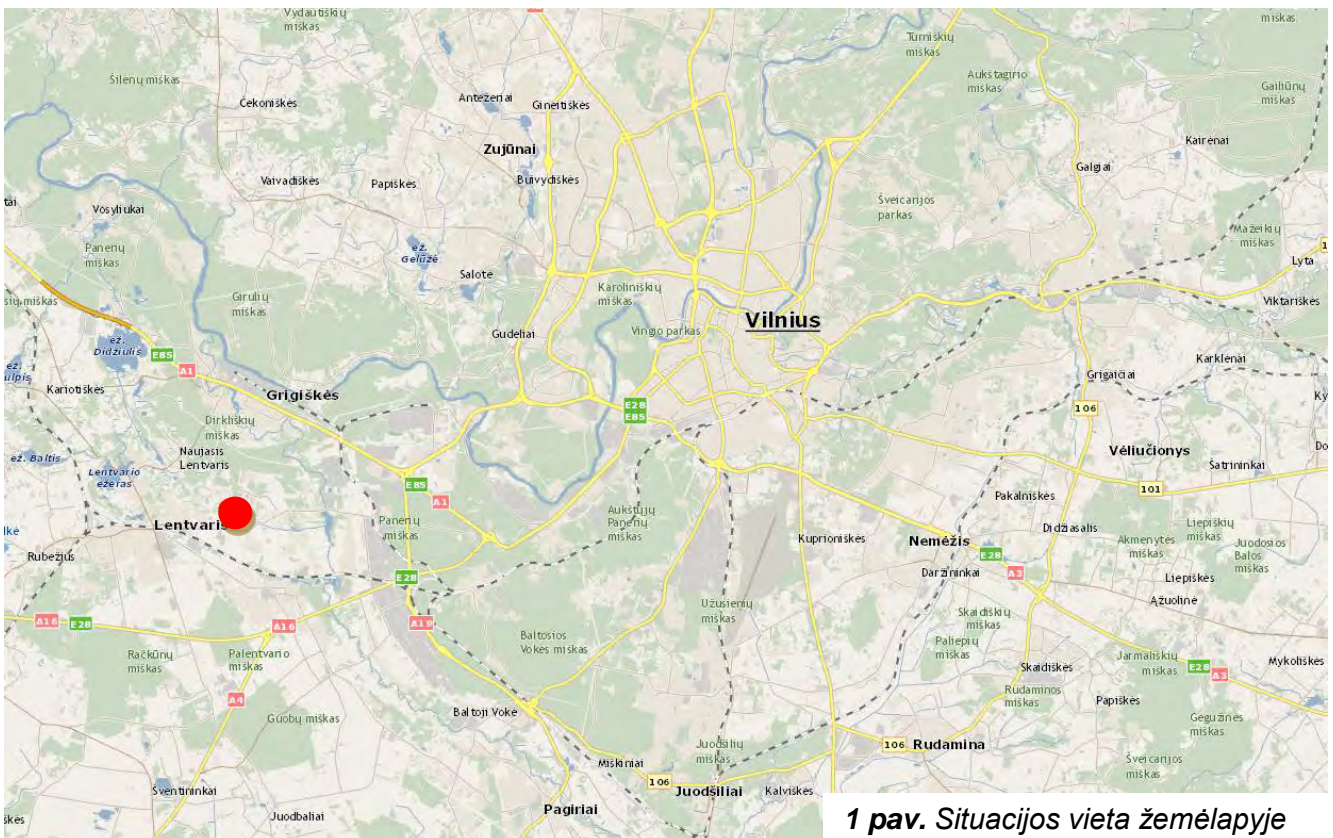 Vydautiškių
miškas
miškas
Turniškių
miškas
Šilėnų miškas
Čekoniškės
Antežeriai
Gineitiškės
Aukštagirio
miškas
Gailiūnų
miškas
Zujūnai
Kairėnai
Vaivadiškės
Papiškės
Buivydiškės
Galgiai
tai
Vosyliukai
Šveicarijos
parkas
Panerių
miškas
ež.
Gelūžė
Salotė
Mažeikių
miškas
Lyta
Girulių
miškas
Karoliniškių
miškas
Viktariškės
Gudeliai
Vingio parkas
Vilnius
ež.
Didžiulis
E85
A1
Kariotiškės
Grigiškės
Karklėnai
Grigaičiai
E28
E85
106
Dirkliškių
miškas
Naujasis
Lentvaris
ež. Baltis
Lentvario
ežeras
Vėliučionys
Šatrininkai
E85
A1
101
Pakalniškės
Lentvaris
Panerių
miškas
Aukštųjų
Panerių
miškas
Didžiasalis
Liepiškių
miškas
Rubežius
Kuprioniškės
Nemėžis
Akmenytės
miškas
Juodosios
Balos
miškas
E28
Daržininkai
E28
A3
Liepiškės
Ažuolinė
A16
E28
A16
A19
Užusienių
miškas
Skaidiškių
miškas
Račkūnų
miškas
Palentvario
miškas
Baltosios
Vokės miškas
Paliepių
miškas
Jarmališkių
miškas
Skaidiškės
E28
A3
Mykoliškės
A4
Rudaminos
miškas
Papiškės
Guobų miškas
Baltoji Vokė
Gegužinės
miškas
Juodšilių
miškas
106
Rudamina
Šveicarijos
miškas
Miškiniai
106
Juodšiliai
Kalviškės
Šventininkai
Juodbaliai
Pagiriai
1 pav. Situacijos vieta žemėlapyje